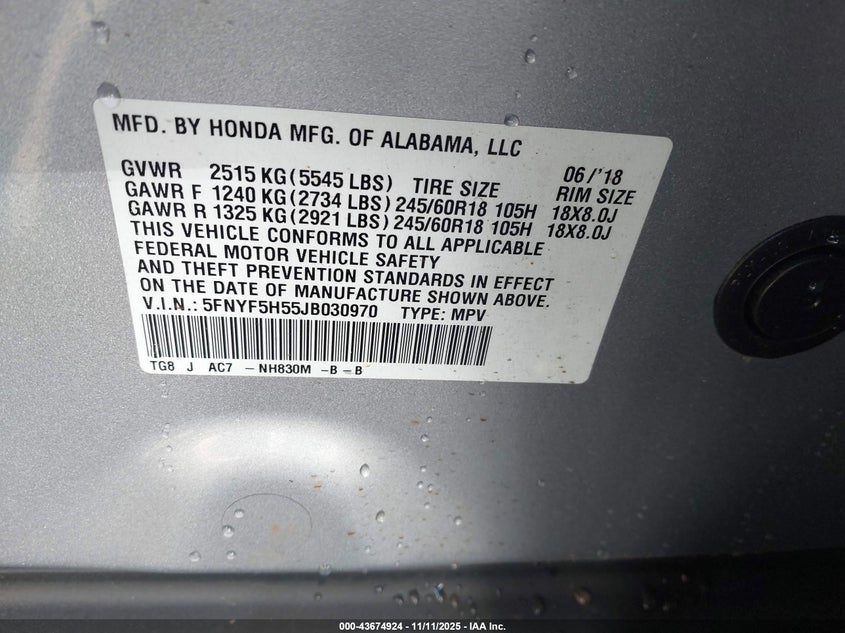 MFD. BY HONDA MFG. OF ALABAMA, LLC
GVWR 2515 KG (5545 LBS) TIRE SIZE 06/'18 RIM SIZE
GAWR F 1240 KG (2734 LBS) 245/60R18 105H 18X8.0J
GAWR R 1325 KG (2921 LBS) 245/60R18 105H 18X8.0J
THIS VEHICLE CONFORMS TO ALL APPLICABLE
FEDERAL MOTOR VEHICLE SAFETY
AND THEFT PREVENTION STANDARDS IN EFFECT
ON THE DATE OF MANUFACTURE SHOWN ABOVE.
V.I.N.: 5FNYF5H55JB030970 TYPE: MPV
TG8 J AC7 - NH830M - B - B
000-43674924 - 11/11/2025 - IAA Inc.